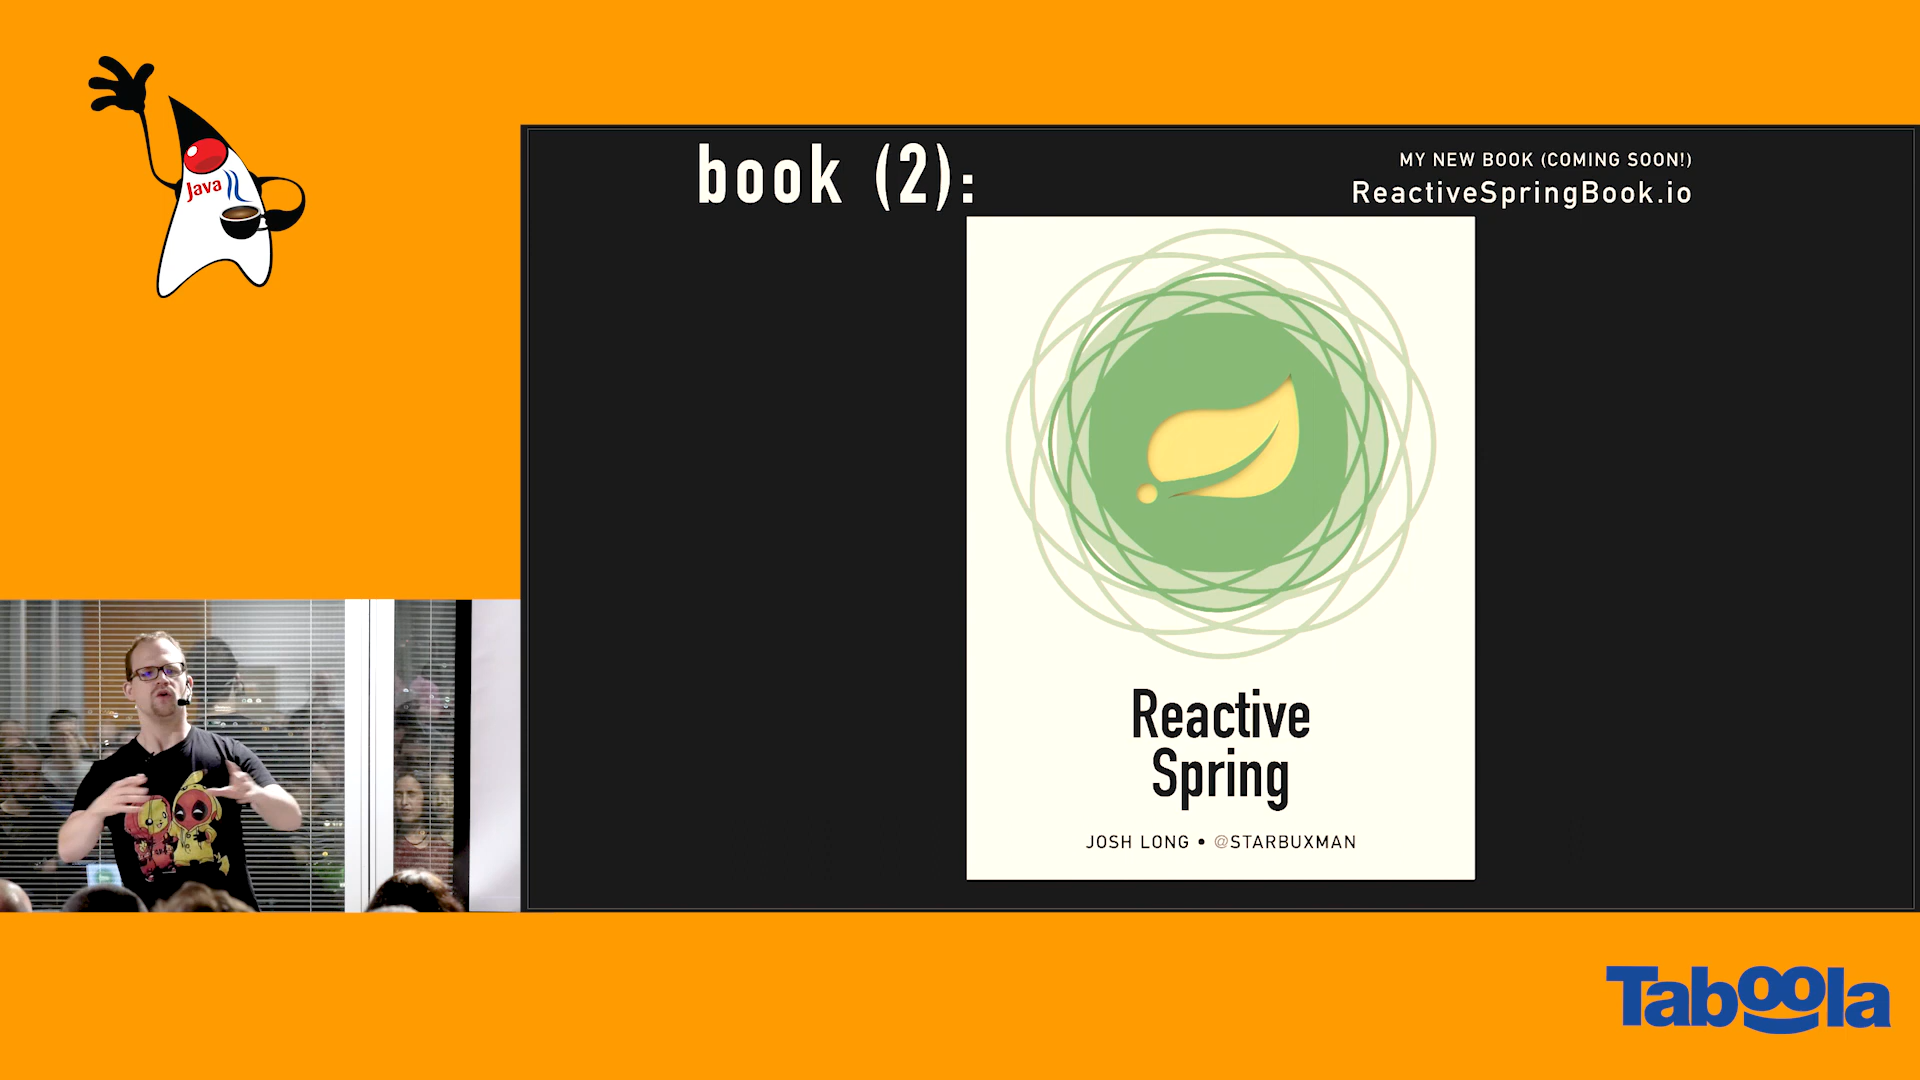 Java
book (2):
MY NEW BOOK (COMING SOON!)
ReactiveSpringBook.io
Reactive
Spring
JOSH LONG • @STARBUXMAN
Taboola